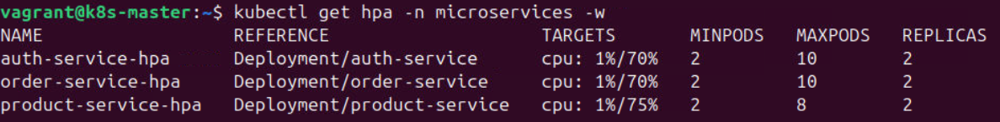 vagrant@k8s-master:~$ kubectl get hpa -n microservices -w
NAME REFERENCE TARGETS MINPODS MAXPODS REPLICAS
auth-service-hpa Deployment/auth-service cpu: 1%/70% 2 10 2
order-service-hpa Deployment/order-service cpu: 1%/70% 2 10 2
product-service-hpa Deployment/product-service cpu: 1%/75% 2 8 2